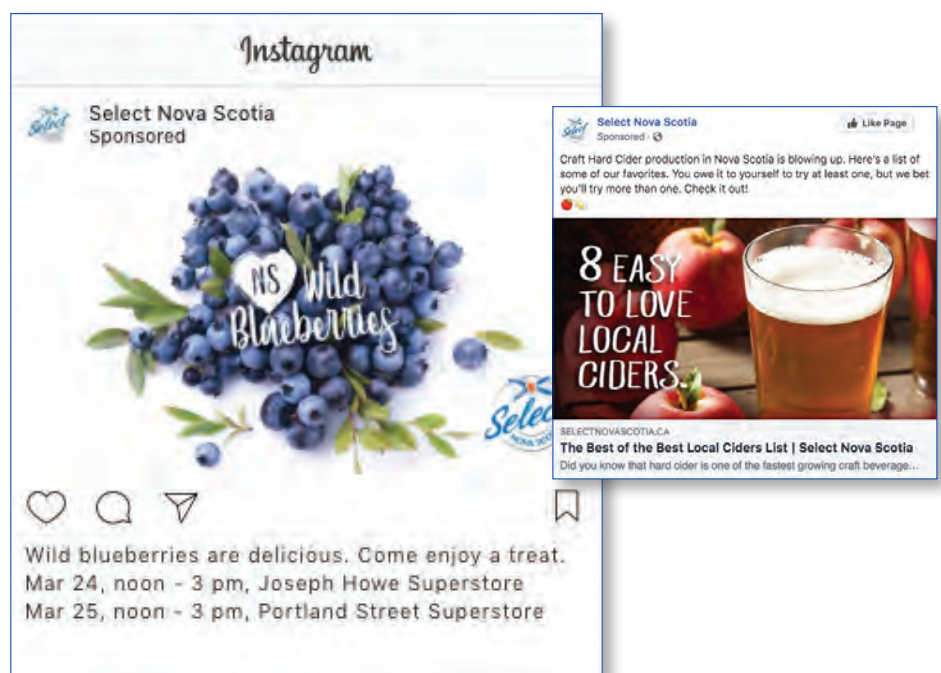 Instagram
Select
Select Nova Scotia
Sponsored
NS Wild
Blueberries
Select
NOVA SCO
Wild blueberries are delicious. Come enjoy a treat.
Mar 24, noon - 3 pm, Joseph Howe Superstore
Mar 25, noon - 3 pm, Portland Street Superstore
Select
Select Nova Scotia
Sponsored ·
Like Page
Craft Hard Cider production in Nova Scotia is blowing up. Here's a list of
some of our favorites. You owe it to yourself to try at least one, but we bet
you'll try more than one. Check it out!
8 EASY
TO LOVE
LOCAL
CIDERS.
SELECTNOVASCOTIA.CA
The Best of the Best Local Ciders List | Select Nova Scotia
Did you know that hard cider is one of the fastest growing craft beverage...